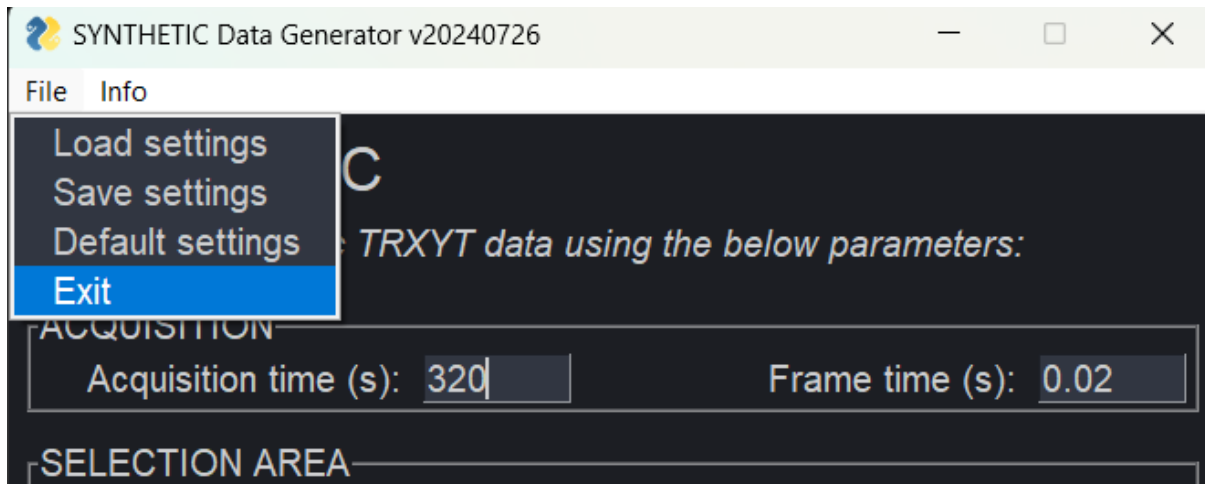 SYNTHETIC Data Generator v20240726
File Info
Load settings
Save settings
Default settings
Exit
C
TRXYT data using the below parameters:
ACQUISITION
Acquisition time (s): 320 Frame time (s): 0.02
SELECTION AREA